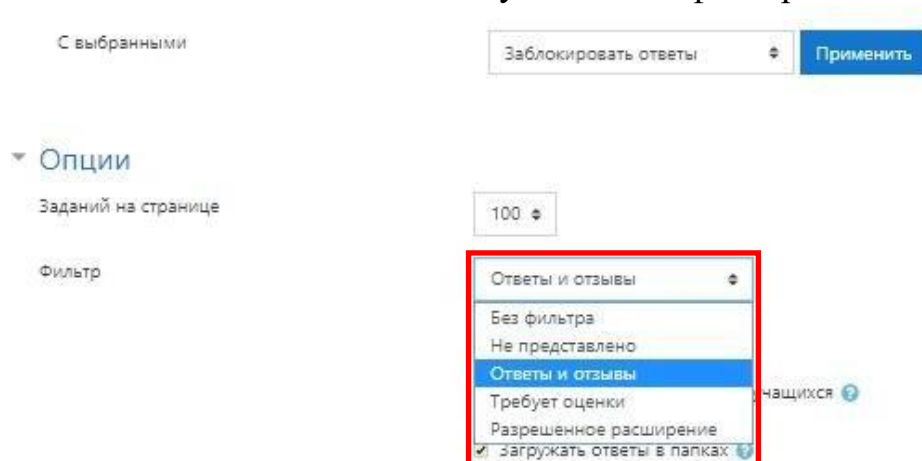 С выбранными
Заблокировать ответы
Применить
Опции
Заданий на странице
100
Фильтр
Ответы и отзывы
Без фильтра
Не представлено
Ответы и отзывы
Требует оценки
Разрешенное расширение
Загружать ответы в папках